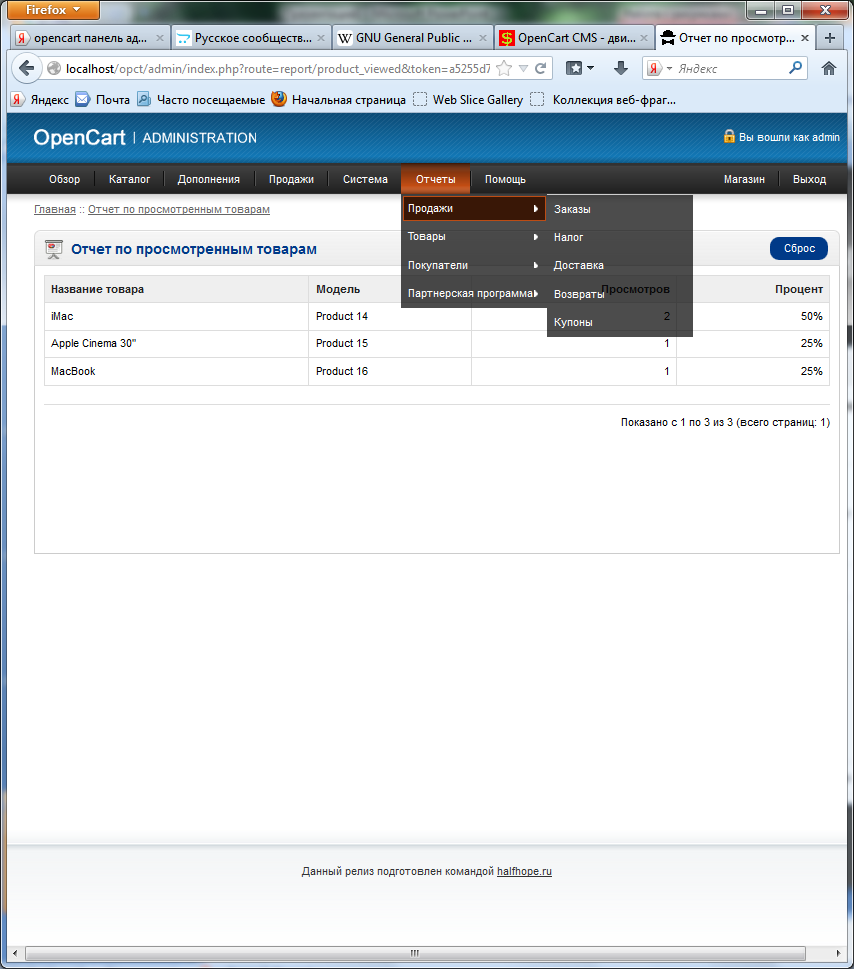 Firefox
opencart панель ад...
Русское сообществ...
GNU General Public ...
OpenCart CMS - дви...
Отчет по просмотр...
localhost/opct/admin/index.php?route=report/product_viewed&token=a5255d7
Яндекс
Яндекс Почта Часто посещаемые Начальная страница Web Slice Gallery Коллекция веб-фраг...
OpenCart | ADMINISTRATION
Вы вошли как admin
Обзор Каталог Дополнения Продажи Система Отчеты Помощь Магазин Выход
Главная :: Отчет по просмотренным товарам
Продажи
Товары
Покупатели
Партнерская программа
Заказы
Налог
Доставка
Возвраты
Купоны
Отчет по просмотренным товарам
Сброс
Название товара Модель Просмотров Процент
iMac Product 14 2 50%
Apple Cinema 30" Product 15 1 25%
MacBook Product 16 1 25%
Показано с 1 по 3 из 3 (всего страниц: 1)
Данный релиз подготовлен командой halfhope.ru